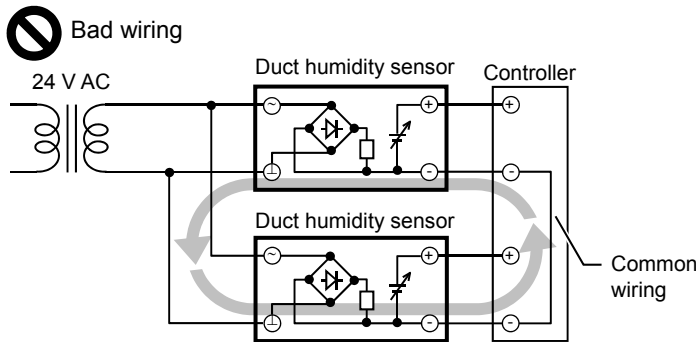 Bad wiring
24 V AC
Duct humidity sensor
Controller
~
+
+
⊥
-
-
Duct humidity sensor
~
+
+
⊥
-
-
Common
wiring